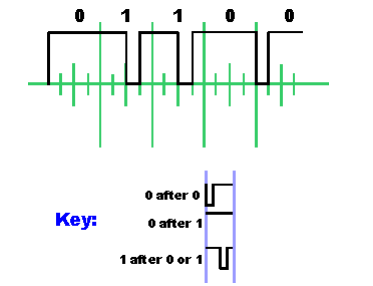 0 1 1 0 0
0 after 0
Key:
0 after 1
1 after 0 or 1